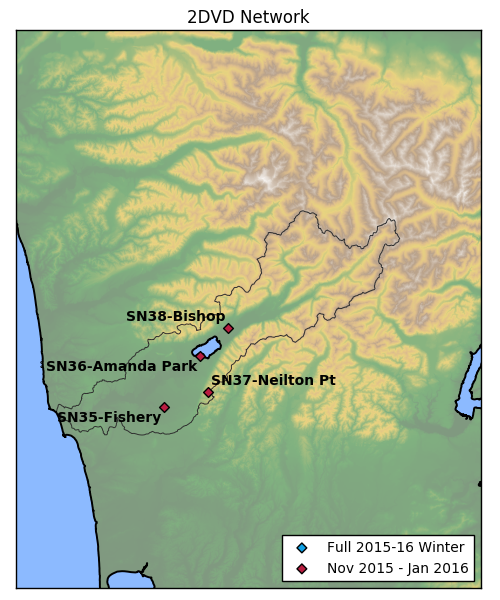 2DVD Network
SN38-Bishop
SN36-Amanda Park
SN37-Neilton Pt
SN35-Fishery
Full 2015-16 Winter
Nov 2015 - Jan 2016